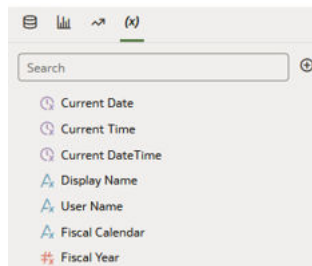 (x)
Search
Current Date
Current Time
Current DateTime
Display Name
User Name
Fiscal Calendar
Fiscal Year